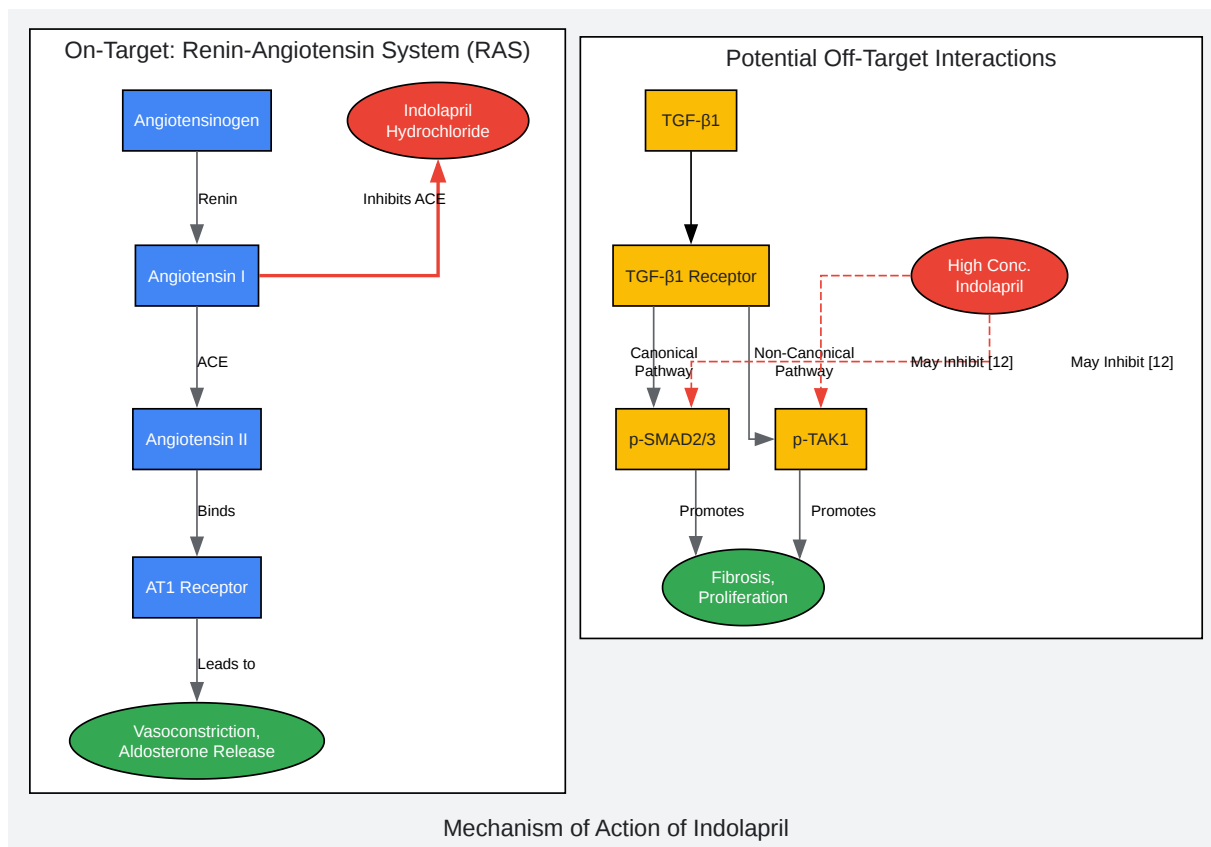 On-Target: Renin-Angiotensin System (RAS)
Angiotensinogen
Indolapril
Hydrochloride
Renin
Inhibits ACE
Angiotensin I
ACE
Angiotensin II
Binds
AT1 Receptor
Leads to
Vasoconstriction,
Aldosterone Release
Potential Off-Target Interactions
TGF-β1
TGF-β1 Receptor
High Conc.
Indolapril
Canonical
Pathway
Non-Canonical
Pathway
May Inhibit [12]
May Inhibit [12]
p-SMAD2/3
p-TAK1
Promotes
Promotes
Fibrosis,
Proliferation
Mechanism of Action of Indolapril